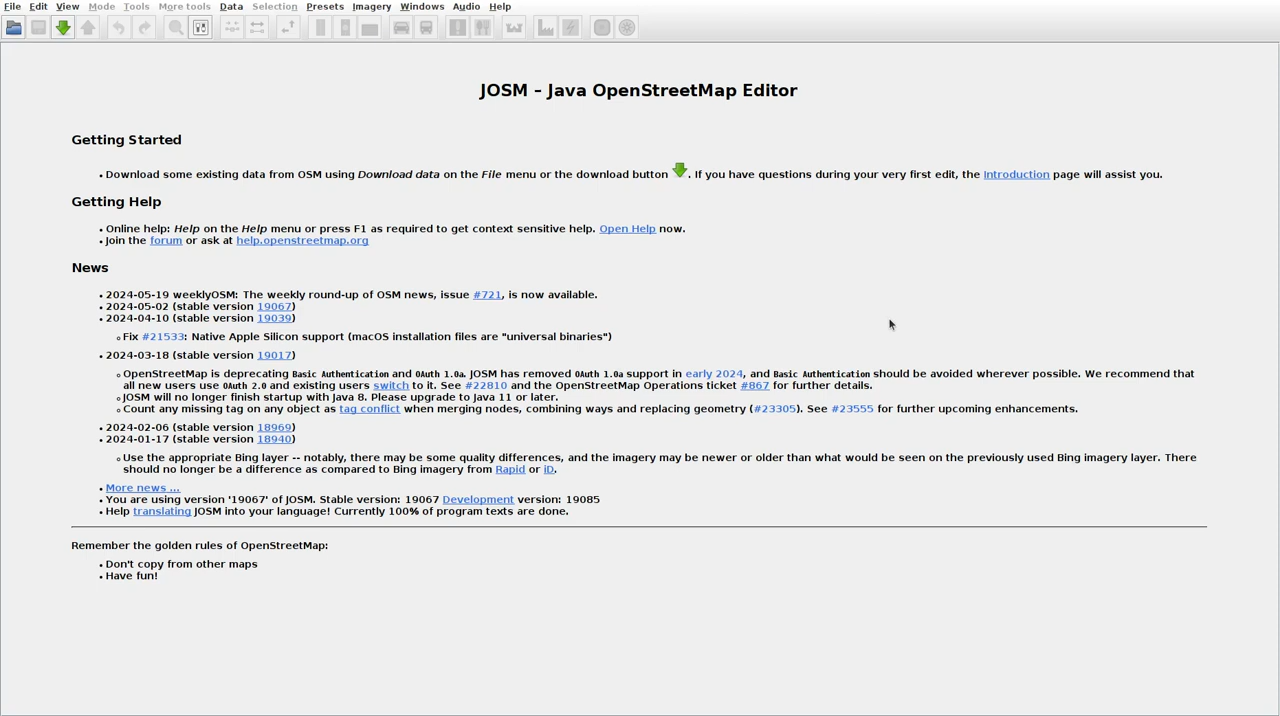 File Edit View Mode Tools More tools Data Selection Presets Imagery Windows Audio Help
JOSM – Java OpenStreetMap Editor
Getting Started
Download some existing data from OSM using Download data on the File menu or the download button . If you have questions during your very first edit, the Introduction page will assist you.
Getting Help
Online help: Help on the Help menu or press F1 as required to get context sensitive help. Open Help now.
Join the forum or ask at help.openstreetmap.org
News
2024-05-19 weeklyOSM: The weekly round-up of OSM news, issue #721, is now available.
2024-05-02 (stable version 19067)
2024-04-10 (stable version 19039)
Fix #21533: Native Apple Silicon support (macOS installation files are "universal binaries")
2024-03-18 (stable version 19017)
OpenStreetMap is deprecating Basic Authentication and OAuth 1.0a. JOSM has removed OAuth 1.0a support in early 2024, and Basic Authentication should be avoided wherever possible. We recommend that
all new users use OAuth 2.0 and existing users switch to it. See #22810 and the OpenStreetMap Operations ticket #867 for further details.
JOSM will no longer finish startup with Java 8. Please upgrade to Java 11 or later.
Count any missing tag on any object as tag conflict when merging nodes, combining ways and replacing geometry (#23305). See #23555 for further upcoming enhancements.
2024-02-06 (stable version 18969)
2024-01-17 (stable version 18940)
Use the appropriate Bing layer -- notably, there may be some quality differences, and the imagery may be newer or older than what would be seen on the previously used Bing imagery layer. There
should no longer be a difference as compared to Bing imagery from Rapid or iD.
More news ...
You are using version '19067' of JOSM. Stable version: 19067 Development version: 19085
Help translating JOSM into your language! Currently 100% of program texts are done.
Remember the golden rules of OpenStreetMap:
Don't copy from other maps
Have fun!